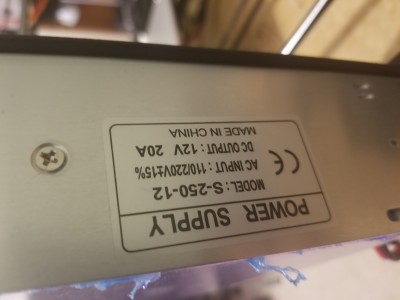 POWER SUPPLY
MODEL: S-250-12
AC INPUT: 110/220V±15%
DC OUTPUT: 12V 20A
MADE IN CHINA
CE